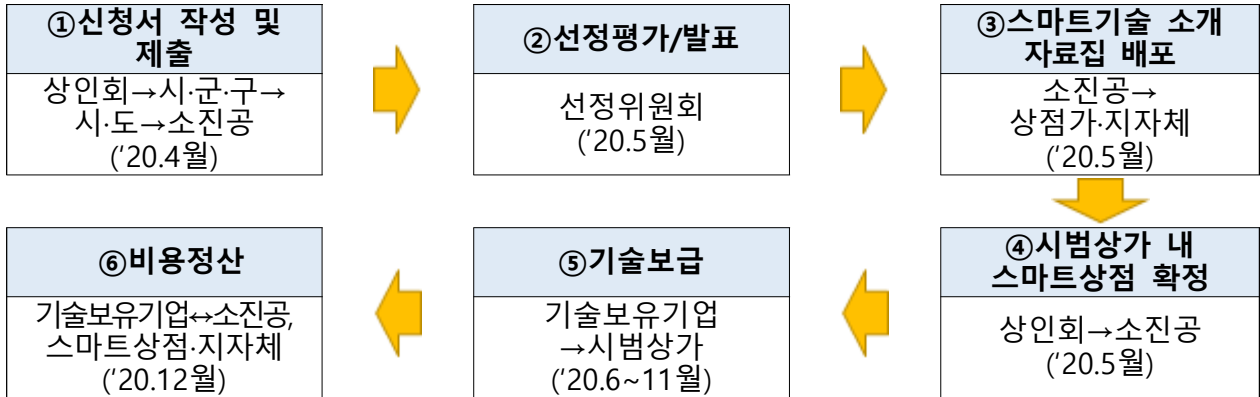 ①신청서 작성 및
제출
상인회→시·군·구→
시·도→소진공
(‘20.4월)
②선정평가/발표
선정위원회
(‘20.5월)
③스마트기술 소개
자료집 배포
소진공→
상점가·지자체
(‘20.5월)
④시범상가 내
스마트상점 확정
상인회→소진공
(‘20.5월)
⑤기술보급
기술보유기업
→시범상가
(‘20.6~11월)
⑥비용정산
기술보유기업↔소진공,
스마트상점·지자체
(‘20.12월)